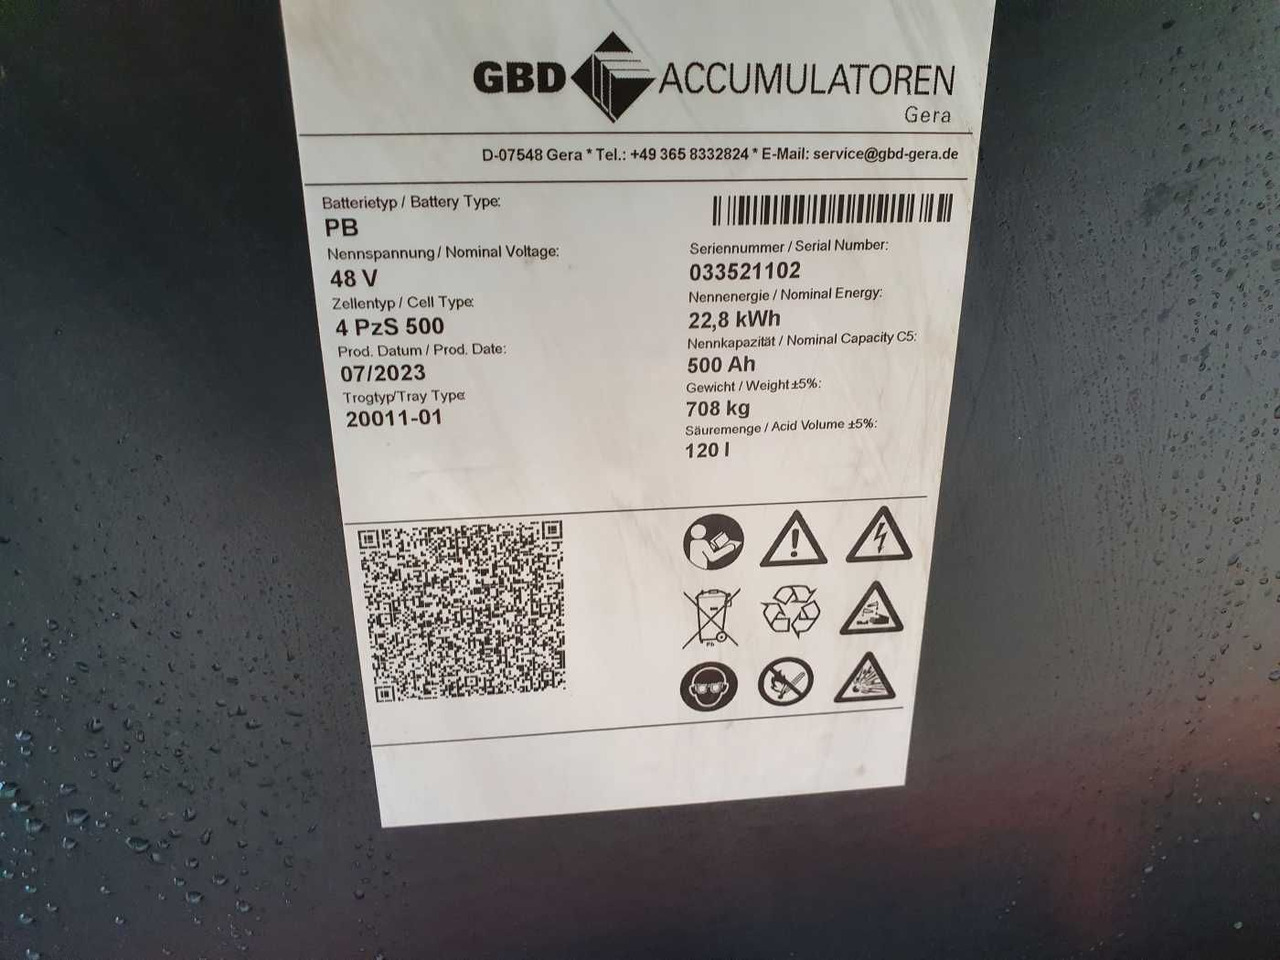 GBD ACCUMULATOREN
Gera
D-07548 Gera * Tel.: +49 365 8332824 * E-Mail: service@gbd-gera.de
Batterietyp / Battery Type:
PB
Nennspannung / Nominal Voltage:
48 V
Zellentyp / Cell Type:
4 PzS 500
Prod. Datum / Prod. Date:
07/2023
Trogtyp/Tray Type:
20011-01
Seriennummer / Serial Number:
033521102
Nennenergie / Nominal Energy:
22,8 kWh
Nennkapazität / Nominal Capacity C5:
500 Ah
Gewicht / Weight ±5%:
708 kg
Säuremenge / Acid Volume ±5%:
120 l
Pb